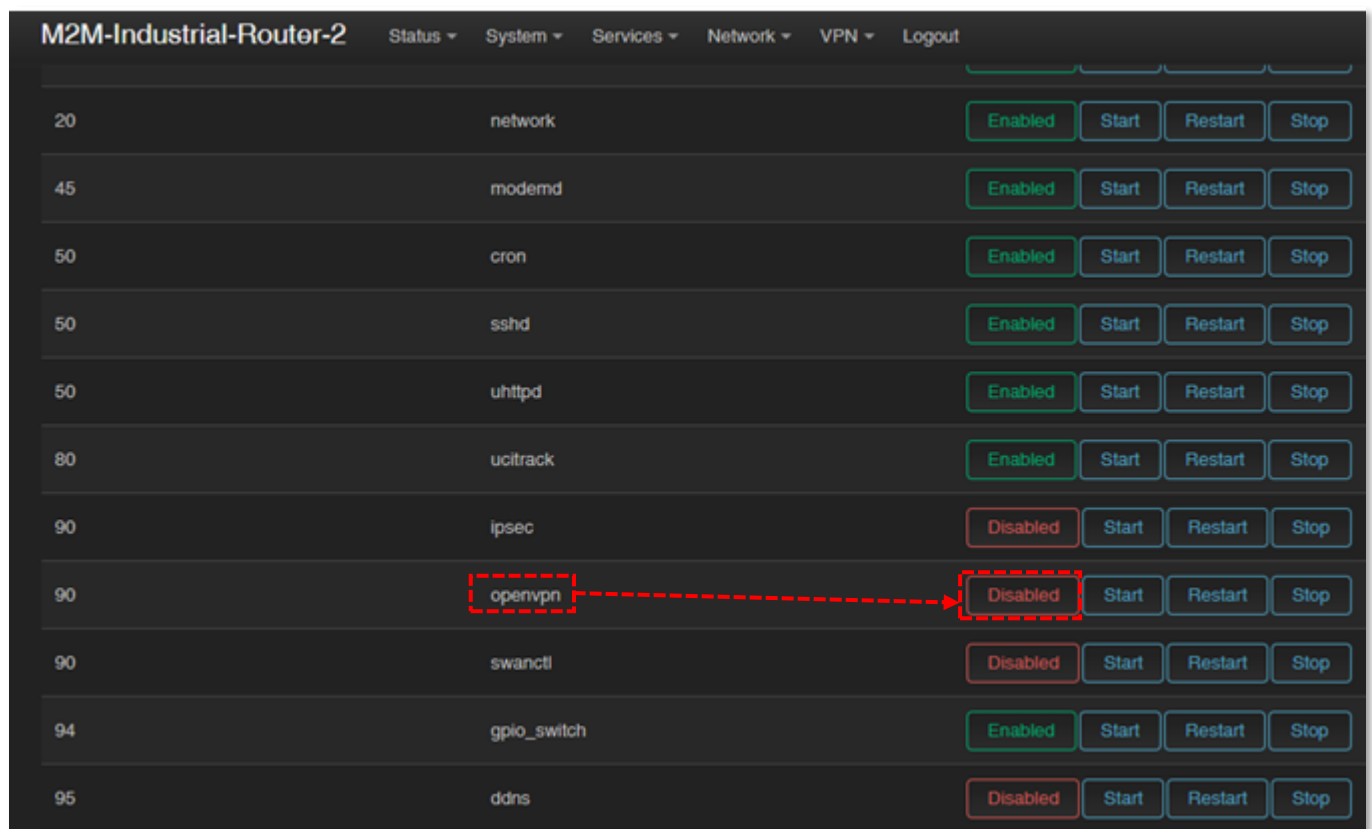 M2M-Industrial-Router-2 Status System Services Network VPN Logout
20 network Enabled Start Restart Stop
45 modemd Enabled Start Restart Stop
50 cron Enabled Start Restart Stop
50 sshd Enabled Start Restart Stop
50 uhttpd Enabled Start Restart Stop
80 ucitrack Enabled Start Restart Stop
90 ipsec Disabled Start Restart Stop
90 openvpn Disabled Start Restart Stop
90 swanctl Disabled Start Restart Stop
94 gpio_switch Enabled Start Restart Stop
95 ddns Disabled Start Restart Stop